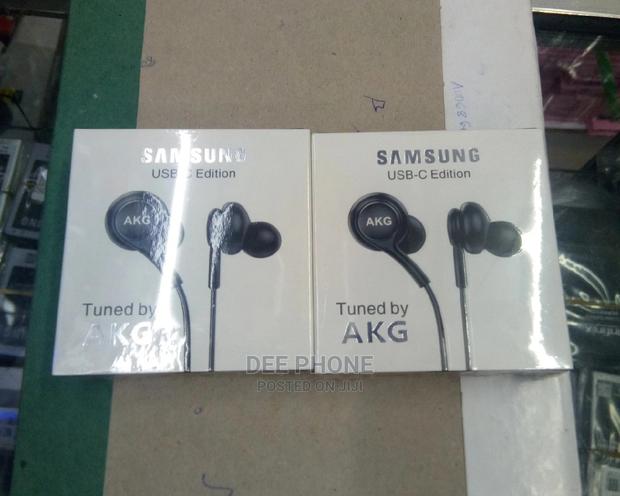 SAMSUNG
USB-C Edition
AKG
Tuned by
AKG
SAMSUNG
USB-C Edition
AKG
Tuned by
AKG
DEE PHONE
POSTED ON JIJI